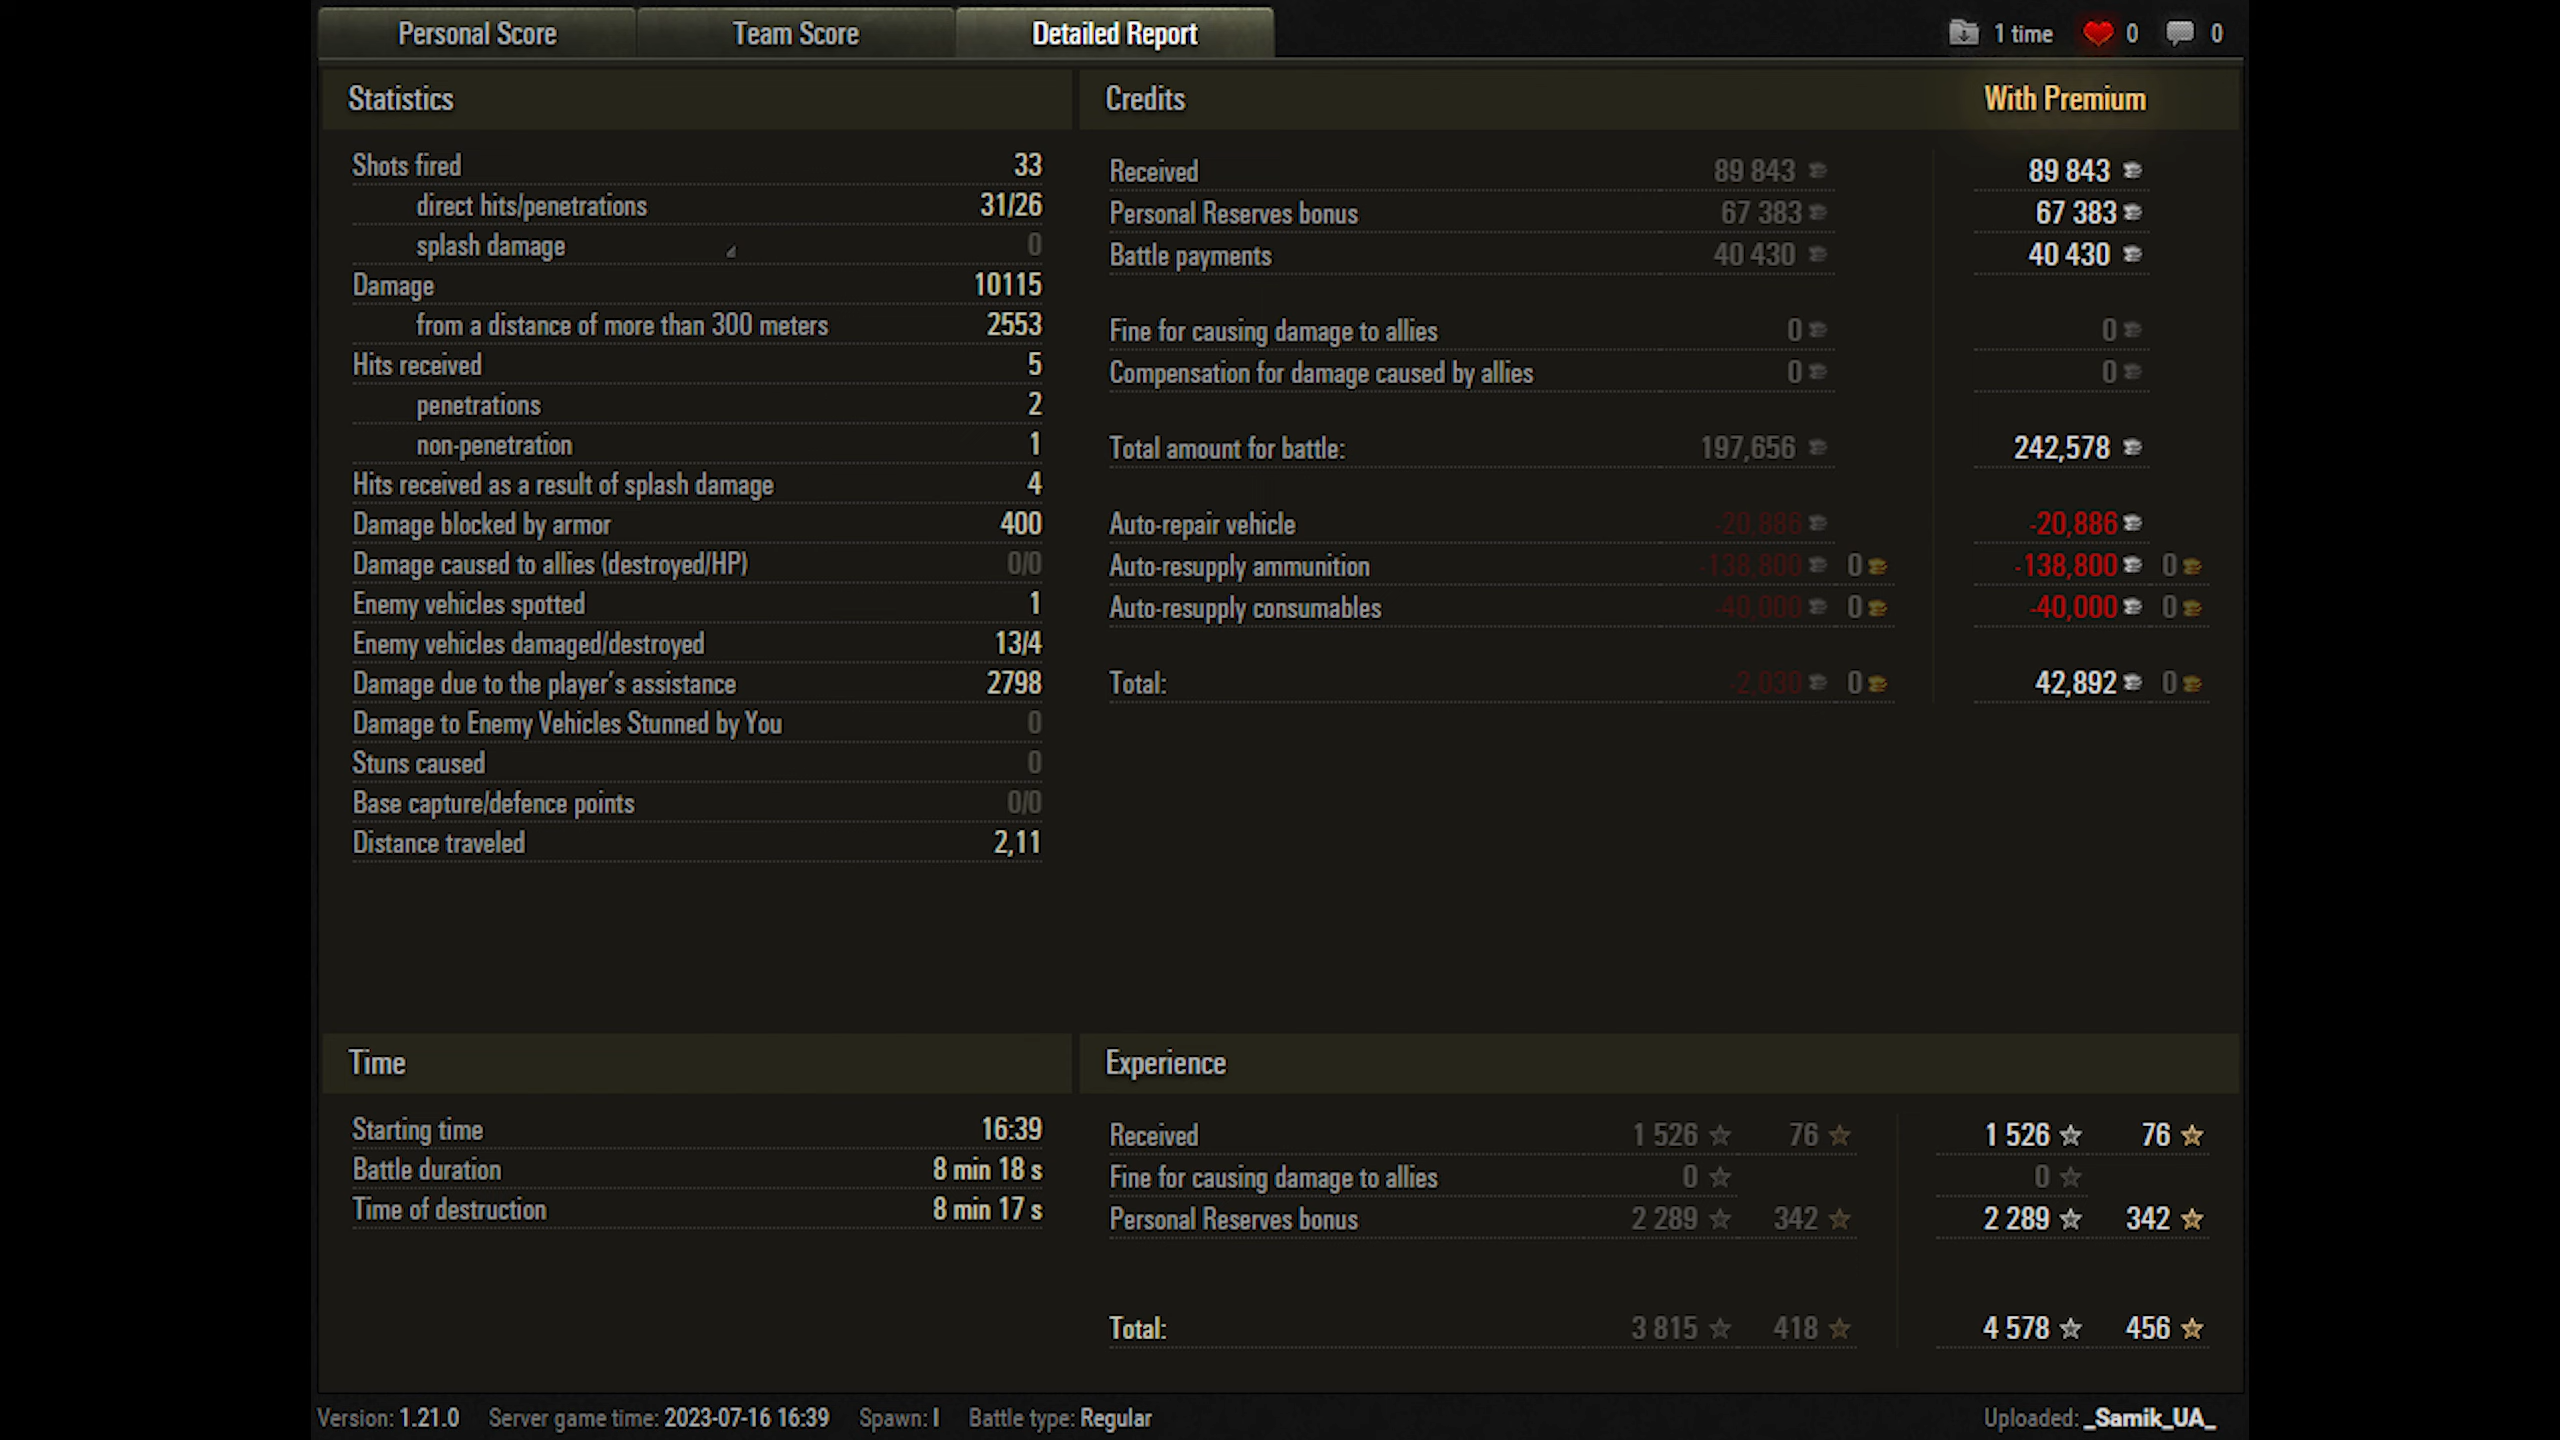 Personal Score Team Score Detailed Report 1 time 0 0
Statistics
Shots fired 33
direct hits/penetrations 31/26
splash damage 0
Damage 10115
from a distance of more than 300 meters 2553
Hits received 5
penetrations 2
non-penetration 1
Hits received as a result of splash damage 4
Damage blocked by armor 400
Damage caused to allies (destroyed/HP) 0/0
Enemy vehicles spotted 1
Enemy vehicles damaged/destroyed 13/4
Damage due to the player's assistance 2798
Damage to Enemy Vehicles Stunned by You 0
Stuns caused 0
Base capture/defence points 0/0
Distance traveled 2,11
Credits With Premium
Received 89 843 89 843
Personal Reserves bonus 67 383 67 383
Battle payments 40 430 40 430
Fine for causing damage to allies 0 0
Compensation for damage caused by allies 0 0
Total amount for battle: 197,656 242,578
Auto-repair vehicle -20,886 -20,886
Auto-resupply ammunition -138,800 0 -138,800 0
Auto-resupply consumables -40,000 0 -40,000 0
Total: -2,030 0 42,892 0
Time
Starting time 16:39
Battle duration 8 min 18 s
Time of destruction 8 min 17 s
Experience
Received 1 526 76 1 526 76
Fine for causing damage to allies 0 0
Personal Reserves bonus 2 289 342 2 289 342
Total: 3 815 418 4 578 456
Version: 1.21.0 Server game time: 2023-07-16 16:39 Spawn: I Battle type: Regular Uploaded: _Samik_UA_